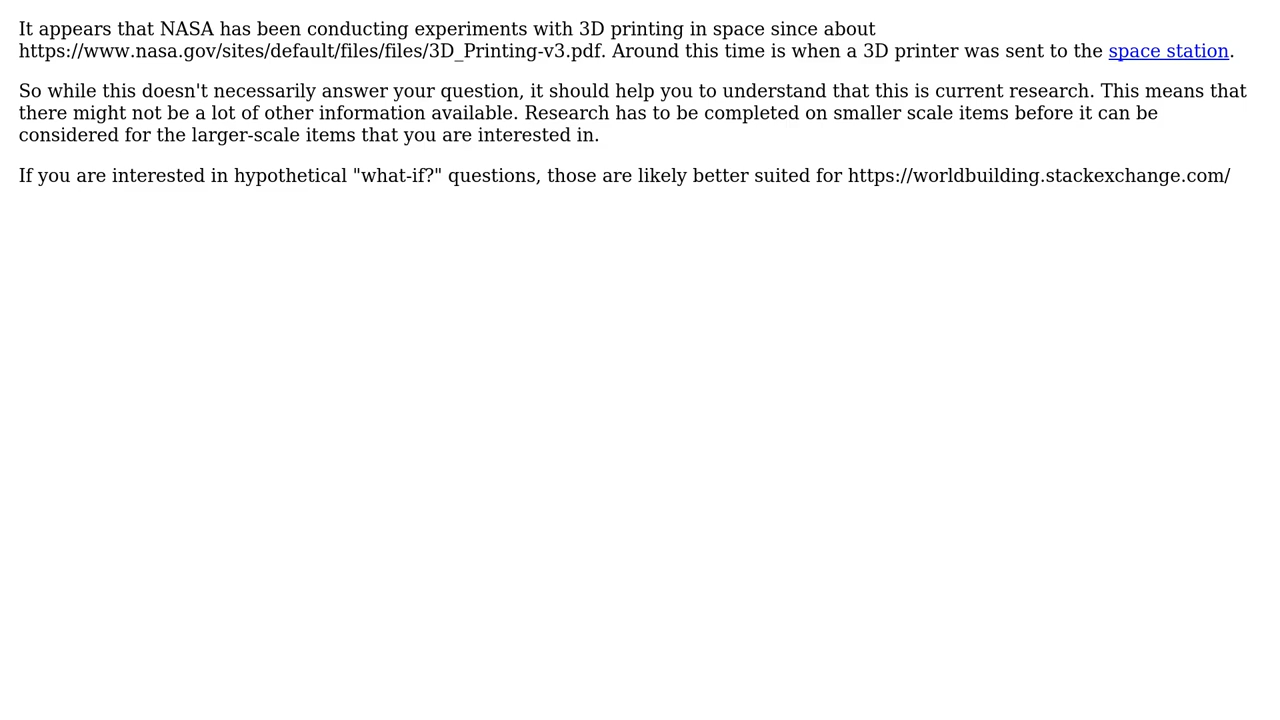 It appears that NASA has been conducting experiments with 3D printing in space since about
https://www.nasa.gov/sites/default/files/files/3D_Printing-v3.pdf. Around this time is when a 3D printer was sent to the space station.
So while this doesn't necessarily answer your question, it should help you to understand that this is current research. This means that
there might not be a lot of other information available. Research has to be completed on smaller scale items before it can be
considered for the larger-scale items that you are interested in.
If you are interested in hypothetical "what-if?" questions, those are likely better suited for https://worldbuilding.stackexchange.com/